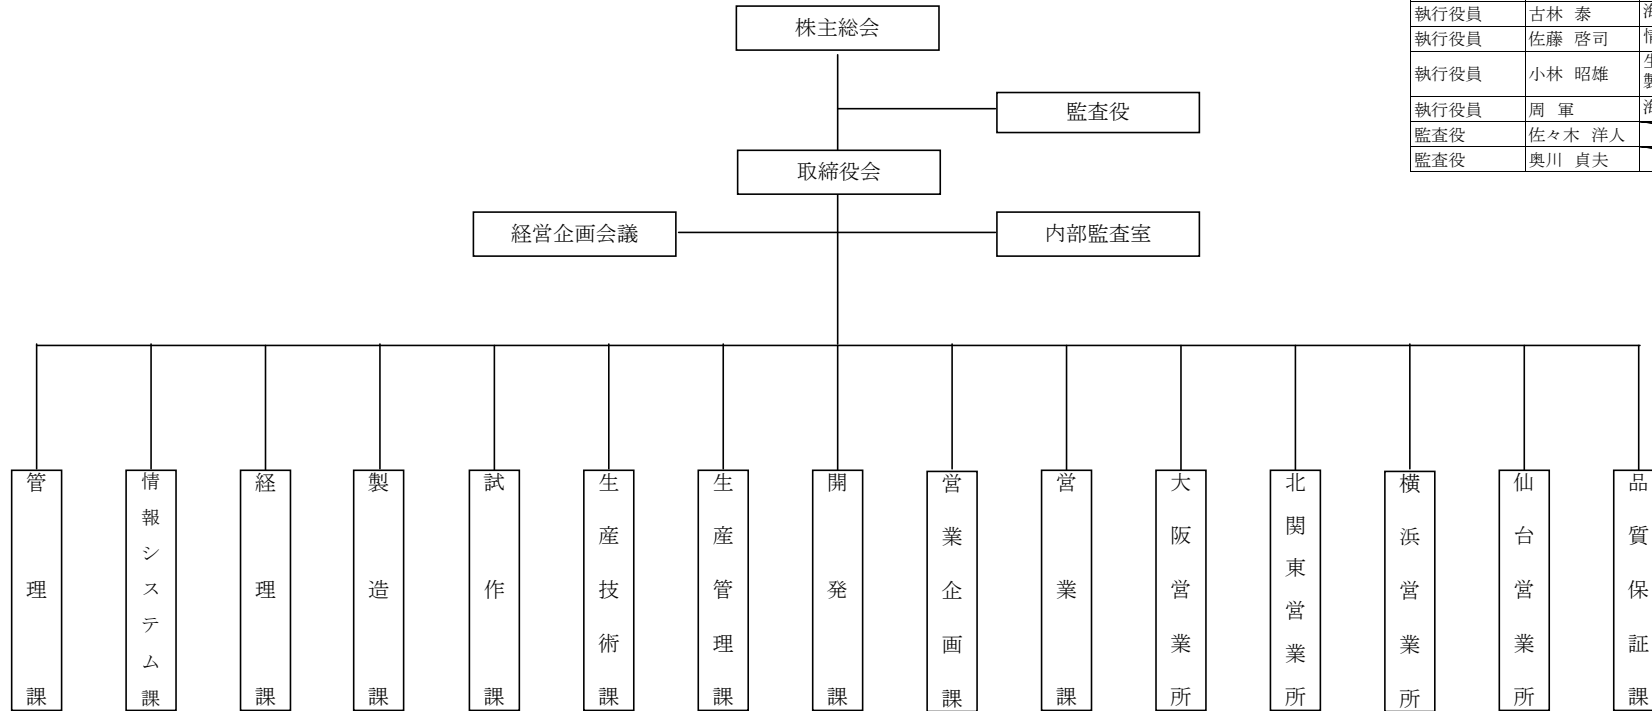 株主総会
監査役
取締役会
経営企画会議
内部監査室
執行役員 古林 泰
執行役員 佐藤 啓司
執行役員 小林 昭雄
執行役員 周 軍
監査役 佐々木 洋人
監査役 奥川 貞夫
管理課
情報システム課
経理課
製造課
試作課
生産技術課
生産管理課
開発課
営業企画課
営業課
大阪営業所
北関東営業所
横浜営業所
仙台営業所
品質保証課